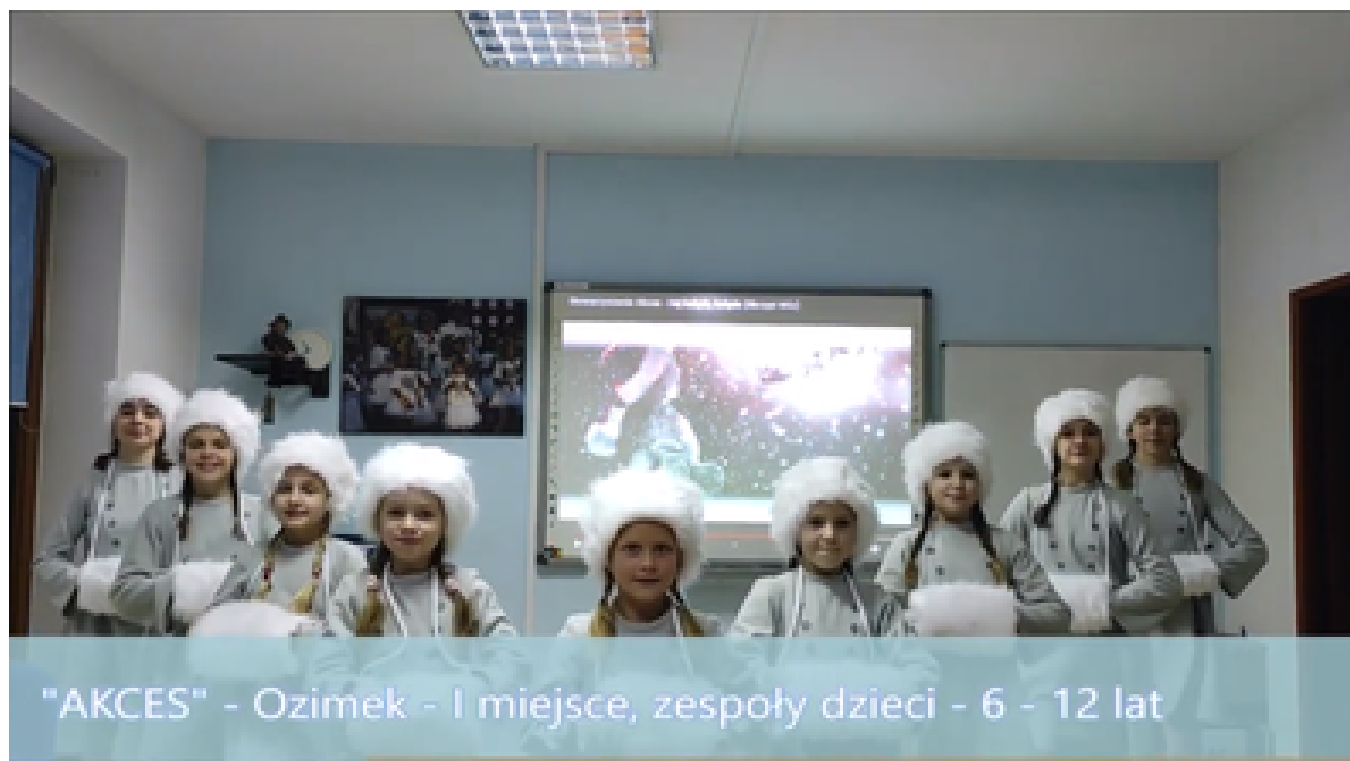 "AKCES" - Ozimek - I miejsce, zespoły dzieci - 6 - 12 lat